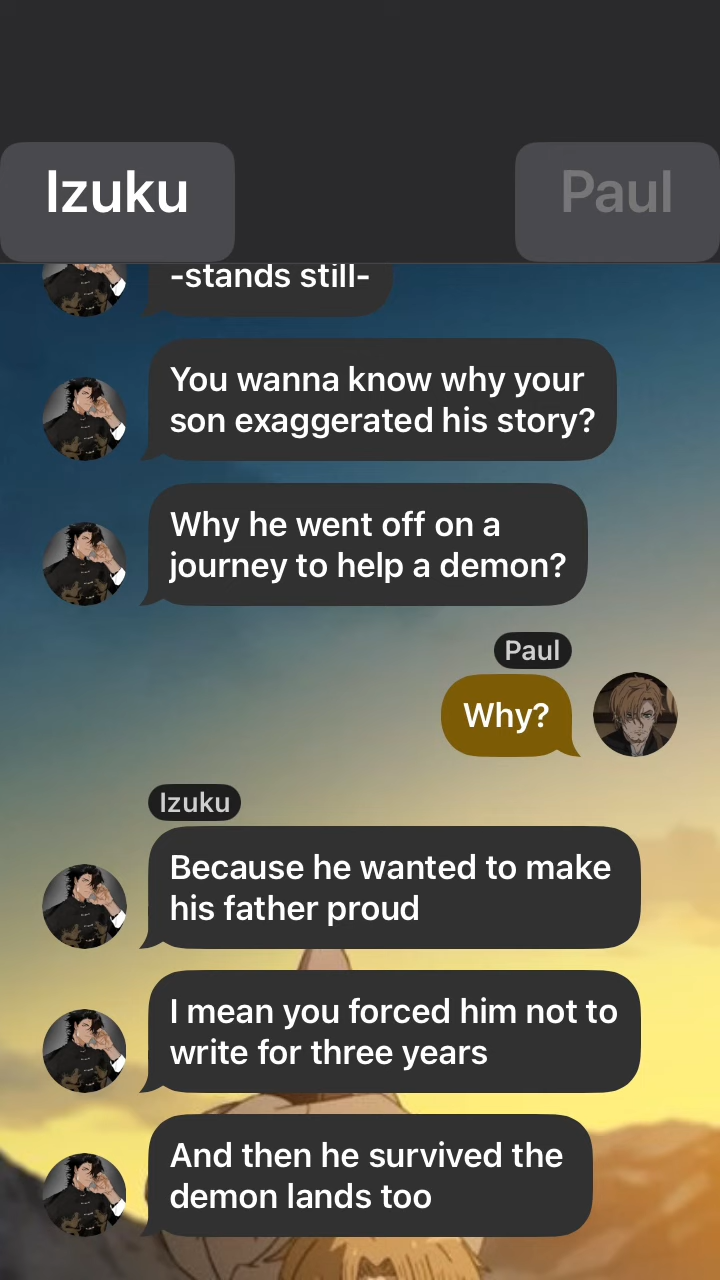 Izuku
Paul
-stands still-
You wanna know why your
son exaggerated his story?
Why he went off on a
journey to help a demon?
Paul
Why?
Izuku
Because he wanted to make
his father proud
I mean you forced him not to
write for three years
And then he survived the
demon lands too